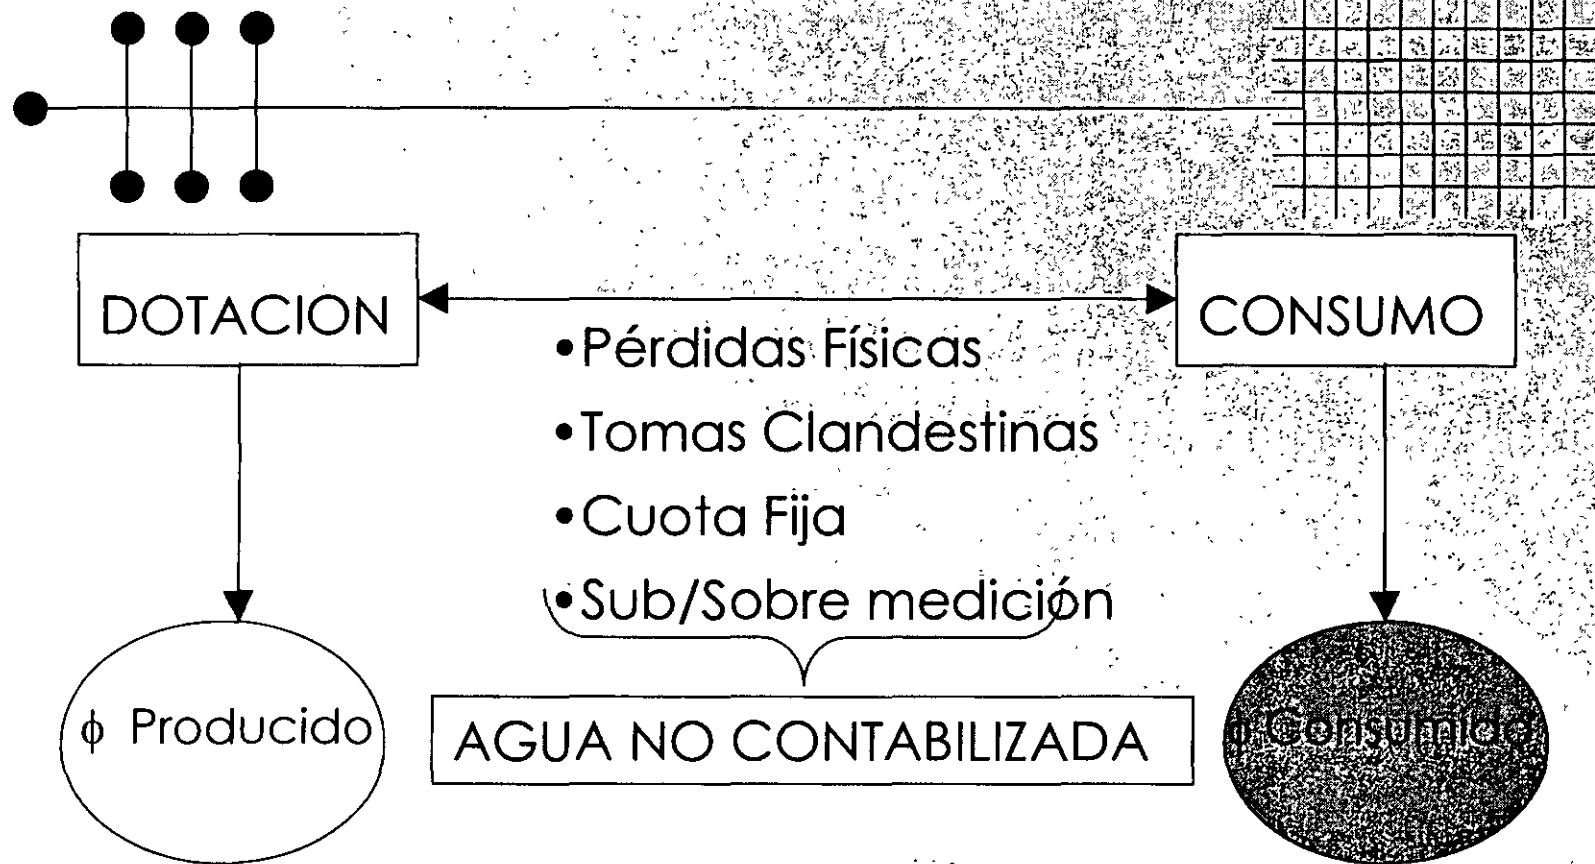 DOTACION
CONSUMO
•Pérdidas Físicas
•Tomas Clandestinas
•Cuota Fija
•Sub/Sobre medición
ϕ Producido
AGUA NO CONTABILIZADA
ϕ Consumido